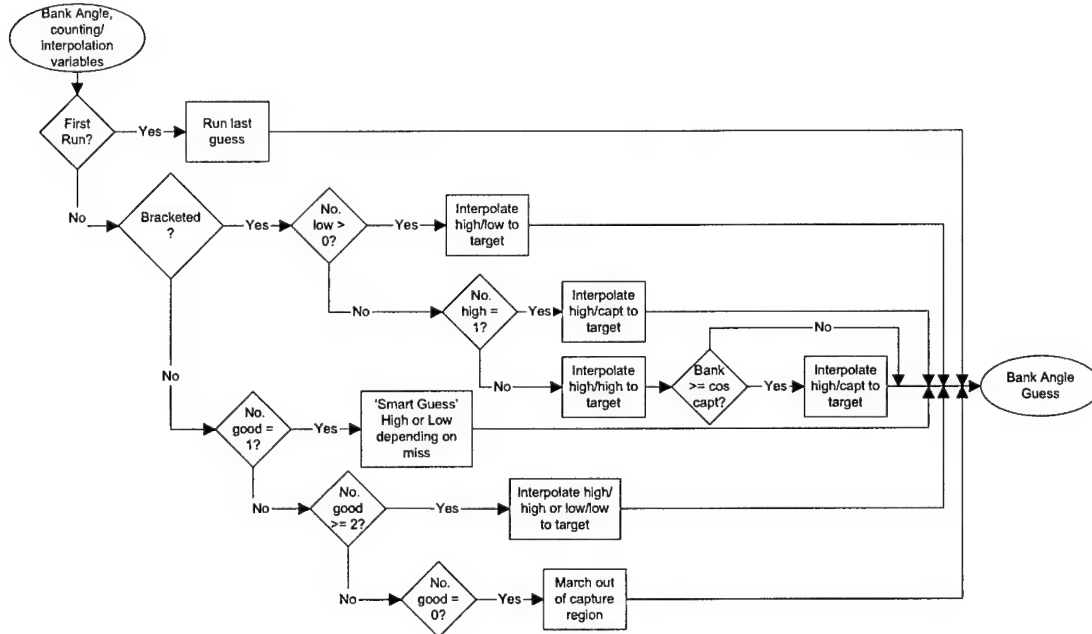 Bank Angle,
counting/
interpolation
variables
First
Run?
Yes
Run last
guess
No
Bracketed
?
Yes
No.
low >
0?
Yes
Interpolate
high/low to
target
No
No.
high =
1?
Yes
Interpolate
high/capt to
target
No
No
Interpolate
high/high to
target
Bank
>= cos
capt?
Yes
Interpolate
high/capt to
target
Bank Angle
Guess
No
No.
good =
1?
Yes
'Smart Guess'
High or Low
depending on
miss
No
No.
good
>= 2?
Yes
Interpolate high/
high or low/low
to target
No
No.
good =
0?
Yes
March out
of capture
region